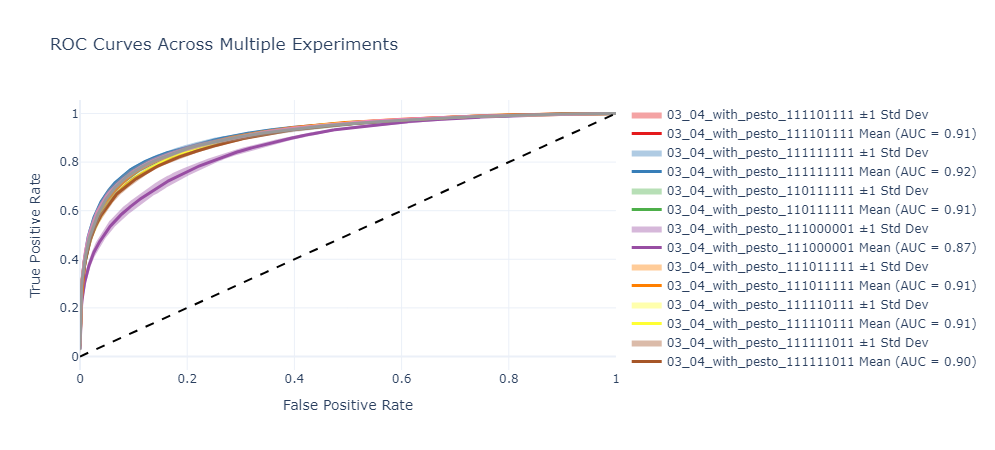 ROC Curves Across Multiple Experiments
True Positive Rate
1
0.8
0.6
0.4
0.2
0
0 0.2 0.4 0.6 0.8 1
False Positive Rate
03_04_with_pesto_111101111 ±1 Std Dev
03_04_with_pesto_111101111 Mean (AUC = 0.91)
03_04_with_pesto_111111111 ±1 Std Dev
03_04_with_pesto_111111111 Mean (AUC = 0.92)
03_04_with_pesto_110111111 ±1 Std Dev
03_04_with_pesto_110111111 Mean (AUC = 0.91)
03_04_with_pesto_111000001 ±1 Std Dev
03_04_with_pesto_111000001 Mean (AUC = 0.87)
03_04_with_pesto_111011111 ±1 Std Dev
03_04_with_pesto_111011111 Mean (AUC = 0.91)
03_04_with_pesto_111110111 ±1 Std Dev
03_04_with_pesto_111110111 Mean (AUC = 0.91)
03_04_with_pesto_111111011 ±1 Std Dev
03_04_with_pesto_111111011 Mean (AUC = 0.90)